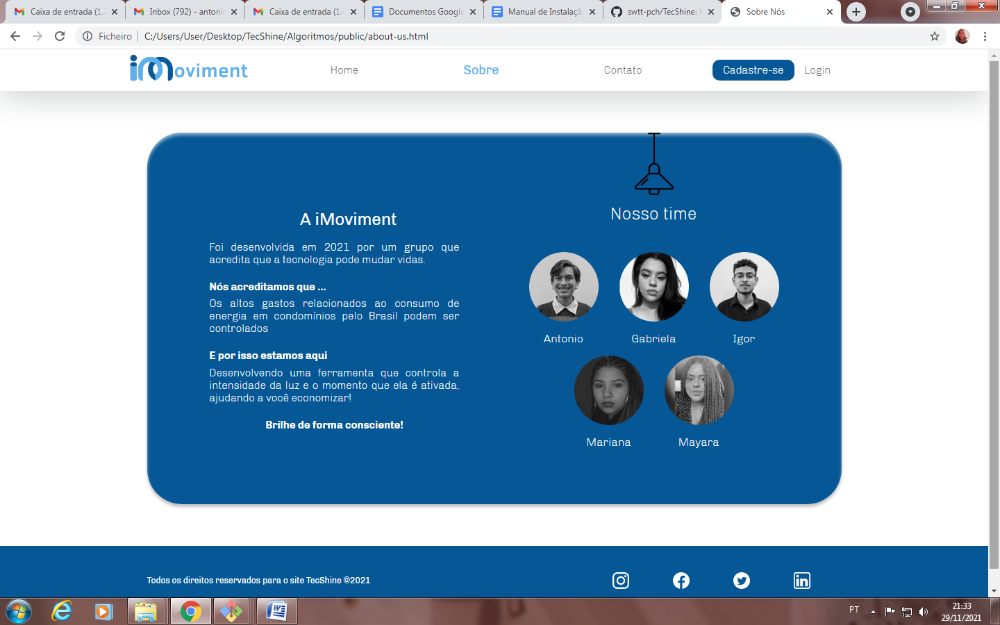 Caixa de entrada (1.
Inbox (792) - antonio
Caixa de entrada (1.4
Documentos Google
Manual de Instalaçã
swtt-pch/TecShine: R
Sobre Nós
Ficheiro
C:/Users/User/Desktop/TecShine/Algoritmos/public/about-us.html
iMoviment
Home
Sobre
Contato
Cadastre-se
Login
A iMoviment
Foi desenvolvida em 2021 por um grupo que
acredita que a tecnologia pode mudar vidas.
Nós acreditamos que ...
Os altos gastos relacionados ao consumo de
energia em condomínios pelo Brasil podem ser
controlados
E por isso estamos aqui
Desenvolvendo uma ferramenta que controla a
intensidade da luz e o momento que ela é ativada,
ajudando a você economizar!
Brilhe de forma consciente!
Nosso time
Antonio
Gabriela
Igor
Mariana
Mayara
Todos os direitos reservados para o site TecShine ©2021
PT
21:33
29/11/2021